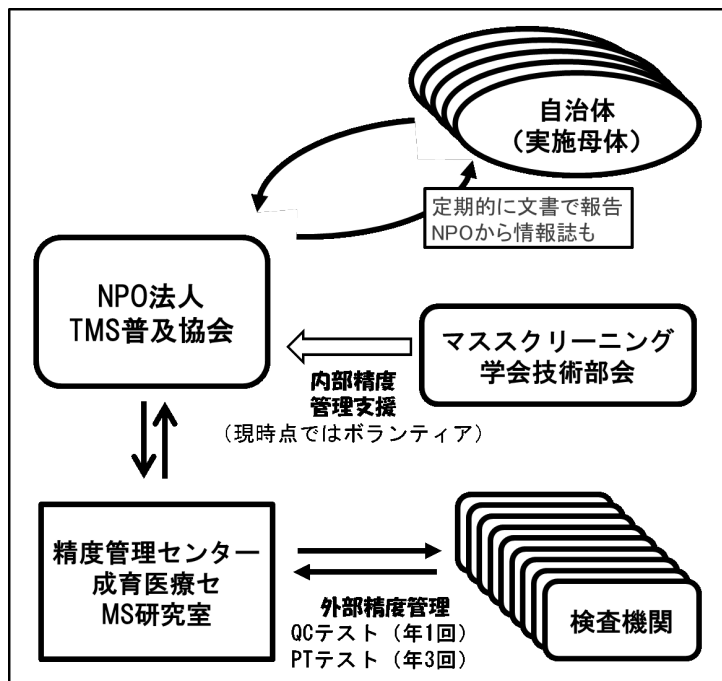 自治体
（実施母体）
定期的に文書で報告
NPOから情報誌も
NPO法人
TMS普及協会
マススクリーニング
学会技術部会
内部精度
管理支援
（現時点ではボランティア）
精度管理センター
成育医療セ
MS研究室
外部精度管理
QCテスト（年1回）
PTテスト（年3回）
検査機関